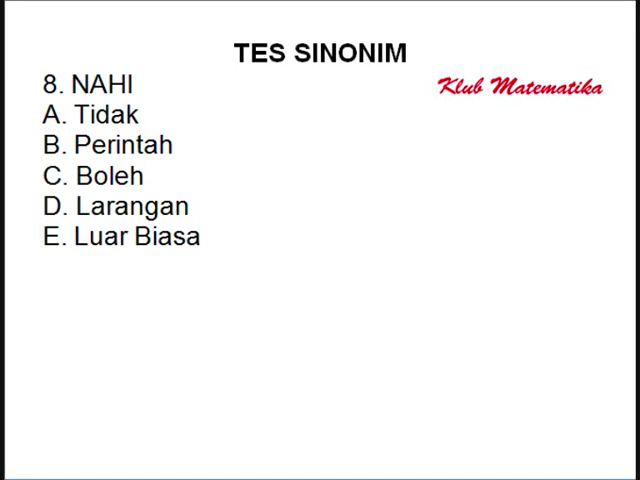 TES SINONIM
8. NAHI
Klub Matematika
A. Tidak
B. Perintah
C. Boleh
D. Larangan
E. Luar Biasa